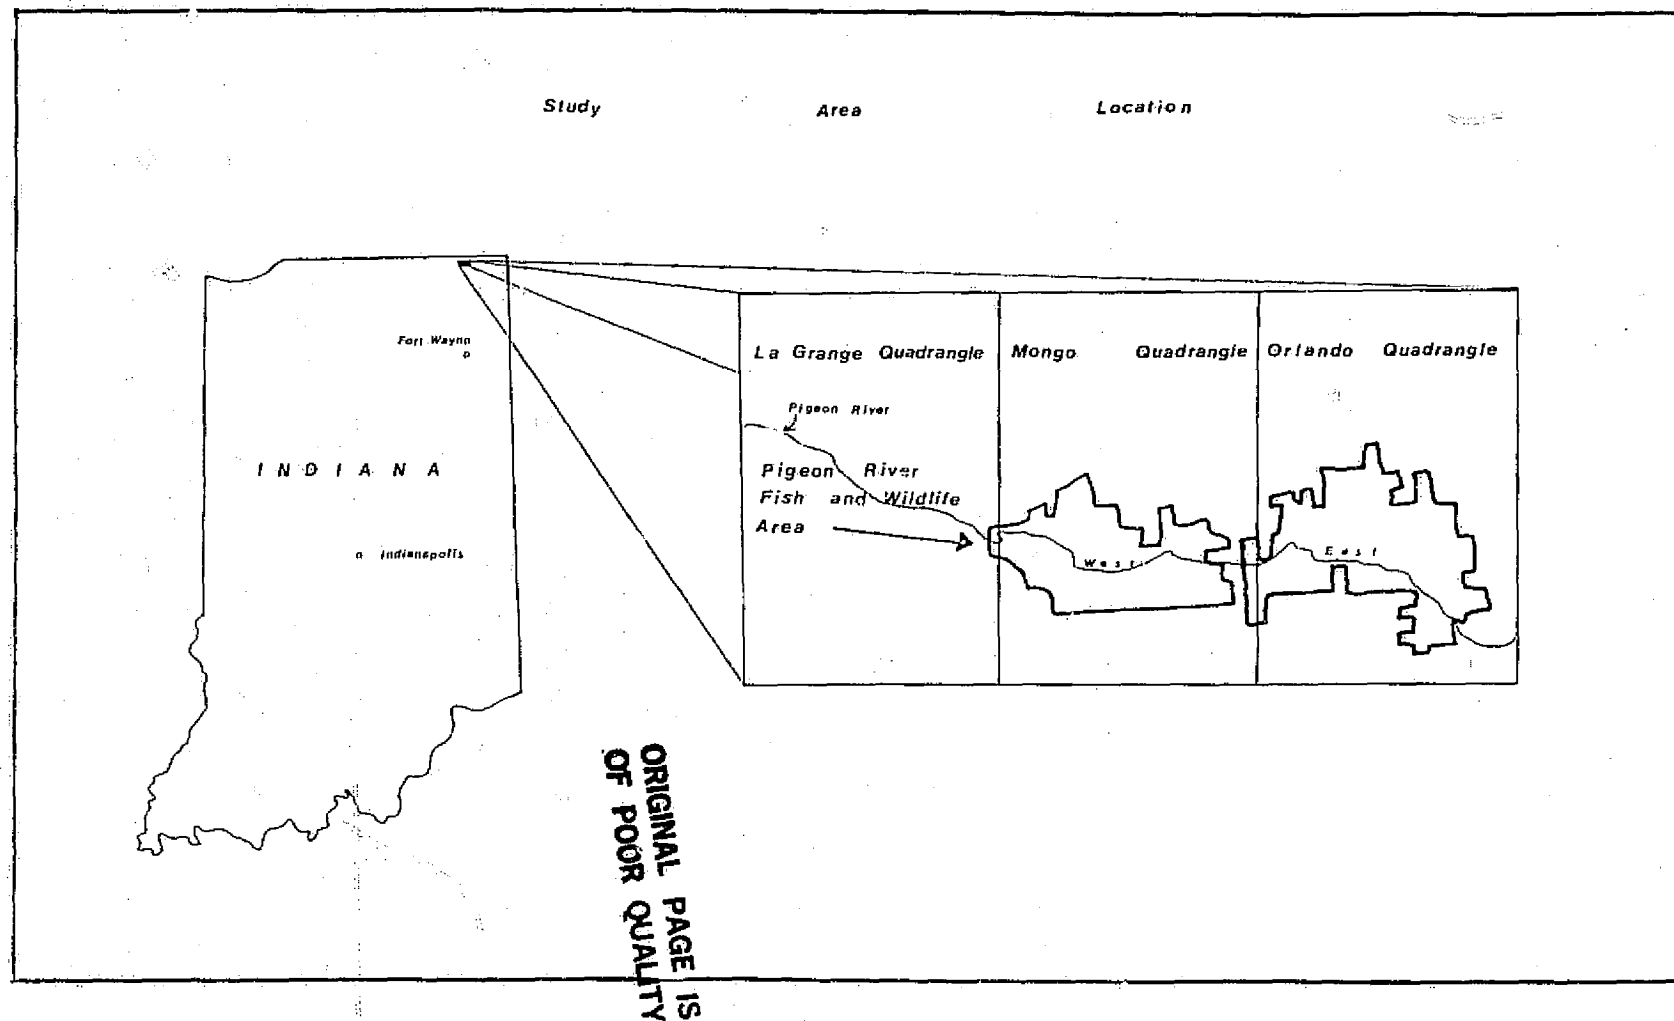 Study Area Location
Fort Wayne
La Grange Quadrangle
Mongo Quadrangle
Orlando Quadrangle
Pigeon River
INDIANA
Pigeon River
Fish and Wildlife
Area
Indianapolis
West
East
ORIGINAL PAGE IS
OF POOR QUALITY